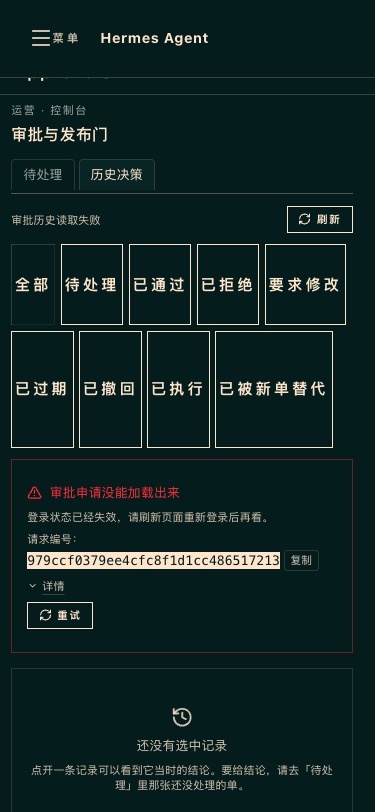 菜单 Hermes Agent
运营 · 控制台
审批与发布门
待处理 历史决策
审批历史读取失败 刷新
全部 待处理 已通过 已拒绝 要求修改
已过期 已撤回 已执行 已被新单替代
审批申请没能加载出来
登录状态已经失效，请刷新页面重新登录后再看。
请求编号：
979ccf0379ee4cfc8f1d1cc486517213 复制
详情
重试
还没有选中记录
点开一条记录可以看到它当时的结论。要给结论，请去「待处
理」里那张还没处理的单。